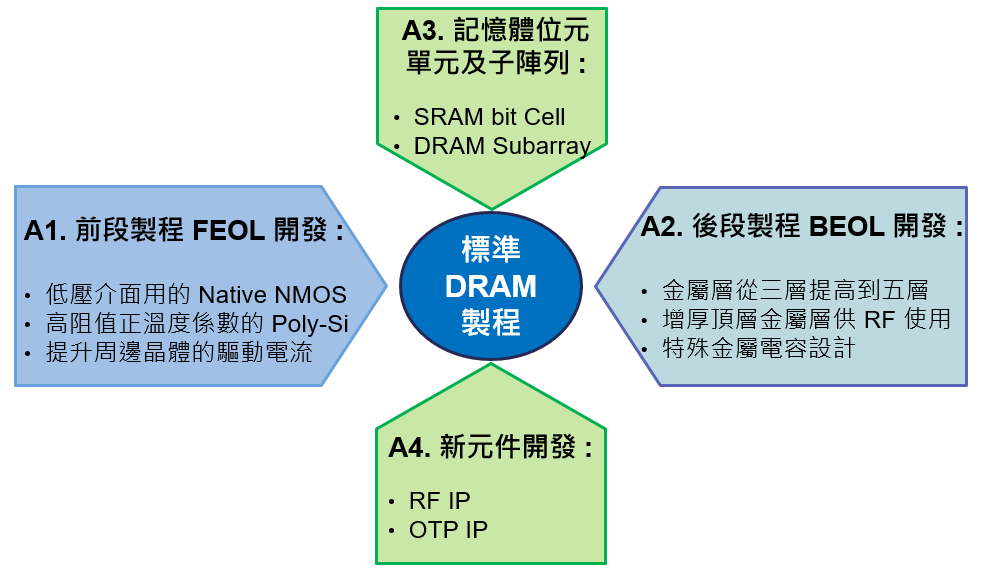 A3. 記憶體位元
單元及子陣列：
• SRAM bit Cell
• DRAM Subarray
A1. 前段製程 FEOL 開發：
• 低壓介面用的 Native NMOS
• 高阻值正溫度係數的 Poly-Si
• 提升周邊晶體的驅動電流
標準
DRAM
製程
A2. 後段製程 BEOL 開發：
• 金屬層從三層提高到五層
• 增厚頂層金屬層供 RF 使用
• 特殊金屬電容設計
A4. 新元件開發：
• RF IP
• OTP IP